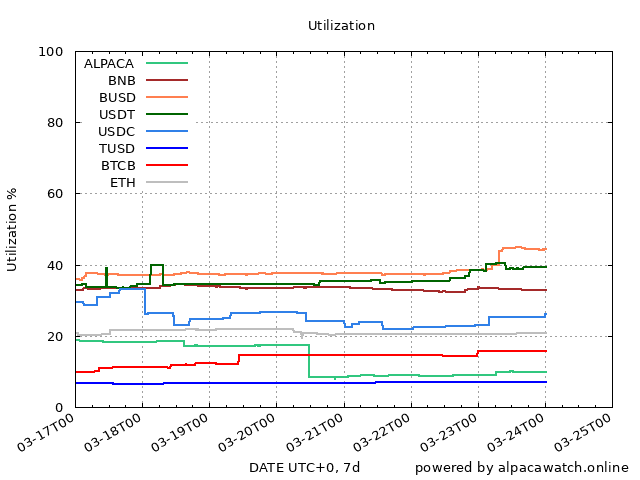 Utilization
100
80
60
40
20
0
Utilization %
ALPACA
BNB
BUSD
USDT
USDC
TUSD
BTCB
ETH
03-17T00
03-18T00
03-19T00
03-20T00
03-21T00
03-22T00
03-23T00
03-24T00
03-25T00
DATE UTC+0, 7d
powered by alpacawatch.online